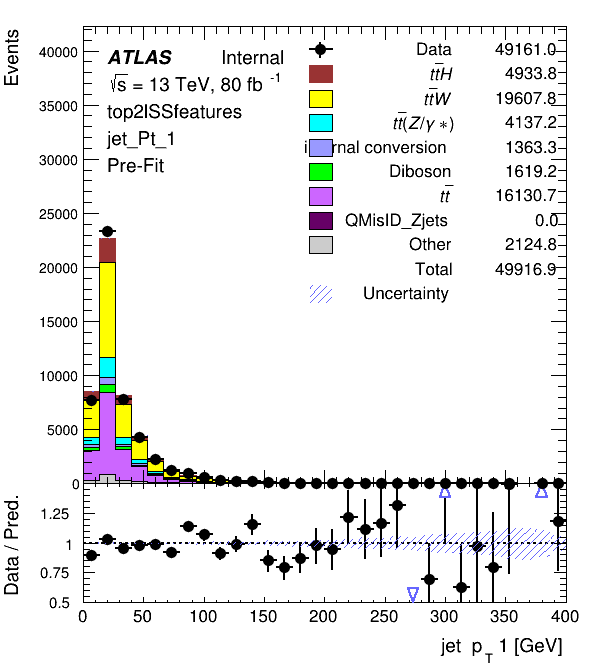 Events
40000
35000
30000
25000
20000
15000
10000
5000
0
ATLAS Internal
√s = 13 TeV, 80 fb -1
top2lSSfeatures
jet_Pt_1
Pre-Fit
Data 49161.0
tt̄H 4933.8
tt̄W 19607.8
tt̄(Z/γ*) 4137.2
rnal conversion 1363.3
Diboson 1619.2
tt̄ 16130.7
QMisID_Zjets 0.0
Other 2124.8
Total 49916.9
Uncertainty
Data / Pred.
1.25
1
0.75
0.5
0 50 100 150 200 250 300 350 400
jet p_T 1 [GeV]